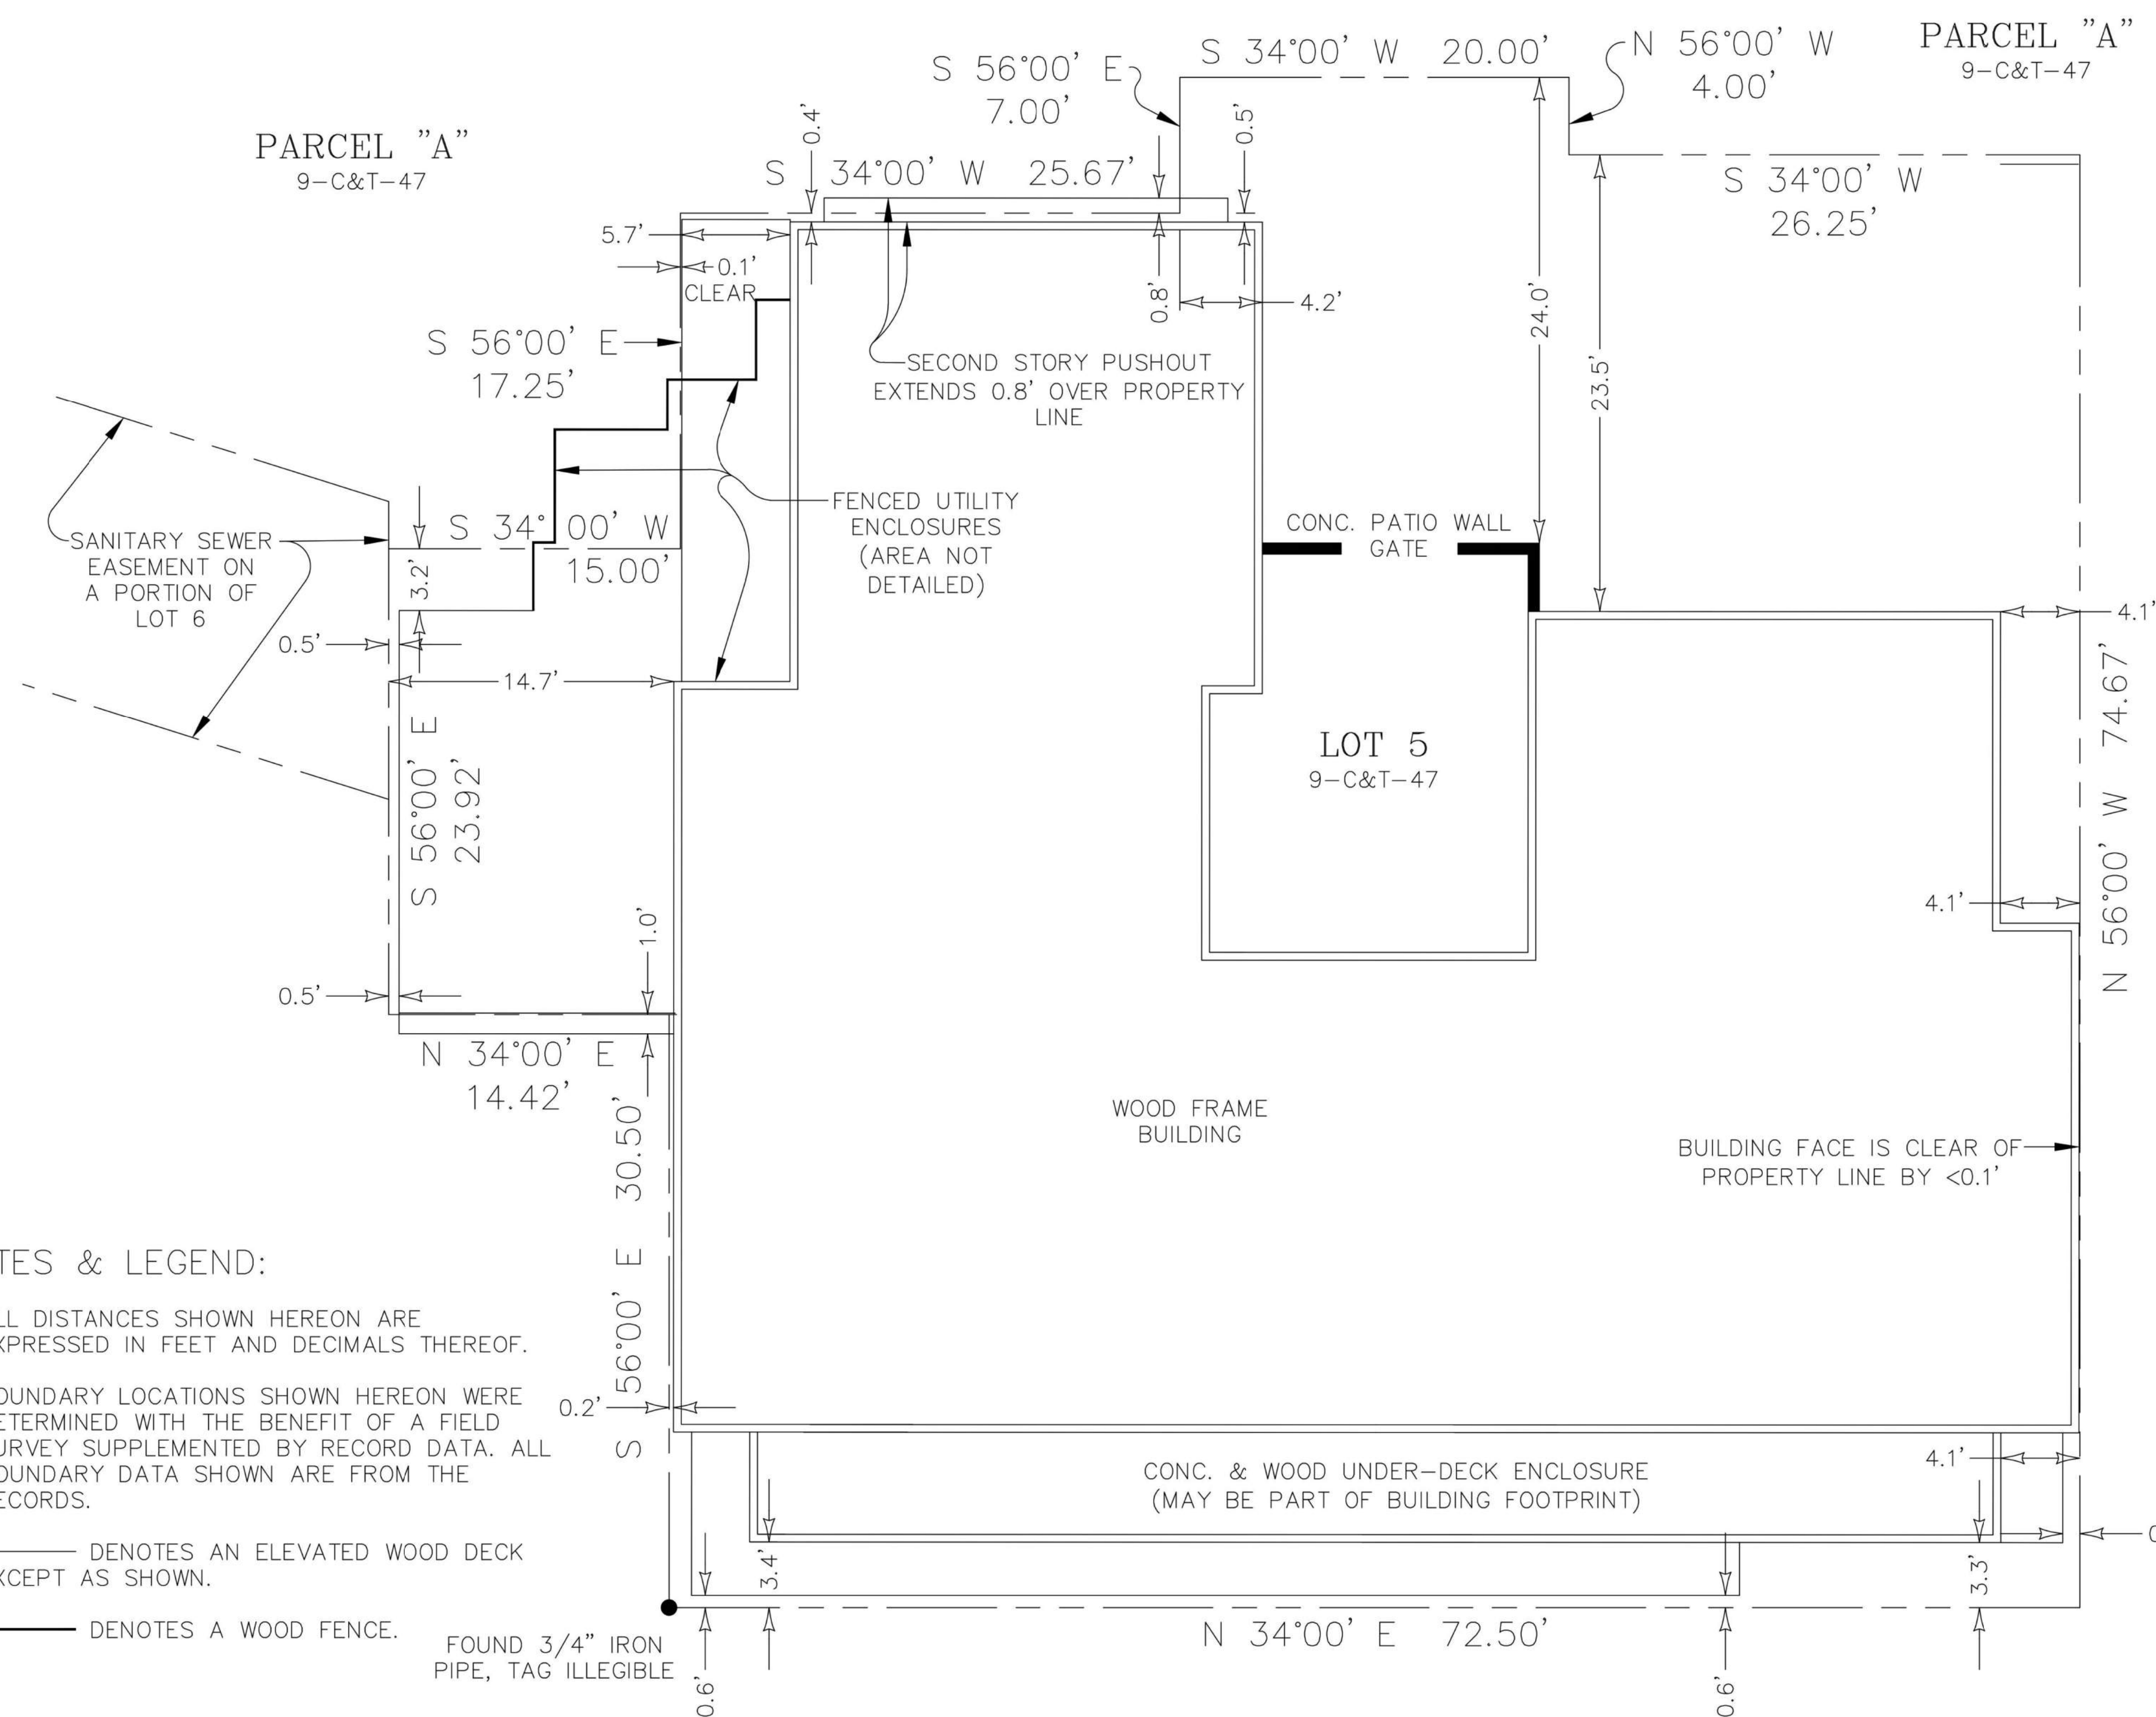 PARCEL "A"
9-C&T-47
S 56°00' E
7.00'
S 34°00' W 20.00'
N 56°00' W
4.00'
PARCEL "A"
9-C&T-47
0.4'
S 34°00' W 25.67'
0.5'
S 34°00' W
26.25'
5.7'
0.1'
CLEAR
0.8'
4.2'
24.0'
23.5'
S 56°00' E
17.25'
SECOND STORY PUSHOUT
EXTENDS 0.8' OVER PROPERTY
LINE
SANITARY SEWER
EASEMENT ON
A PORTION OF
LOT 6
S 34° 00' W
15.00'
3.2'
0.5'
14.7'
FENCED UTILITY
ENCLOSURES
(AREA NOT
DETAILED)
CONC. PATIO WALL
GATE
4.1'
N 56°00' W 74.67'
LOT 5
9-C&T-47
S 56°00' E
23.92'
4.1'
1.0'
0.5'
N 34°00' E
14.42'
S 56°00' E 30.50'
WOOD FRAME
BUILDING
BUILDING FACE IS CLEAR OF
PROPERTY LINE BY <0.1'
TES & LEGEND:
LL DISTANCES SHOWN HEREON ARE
XPRESSED IN FEET AND DECIMALS THEREOF.
OUNDARY LOCATIONS SHOWN HEREON WERE
ETERMINED WITH THE BENEFIT OF A FIELD
URVEY SUPPLEMENTED BY RECORD DATA. ALL
OUNDARY DATA SHOWN ARE FROM THE
ECORDS.
DENOTES AN ELEVATED WOOD DECK
XCEPT AS SHOWN.
DENOTES A WOOD FENCE.
0.2'
CONC. & WOOD UNDER-DECK ENCLOSURE
(MAY BE PART OF BUILDING FOOTPRINT)
4.1'
3.4'
3.3'
FOUND 3/4" IRON
PIPE, TAG ILLEGIBLE
0.6'
N 34°00' E 72.50'
0.6'